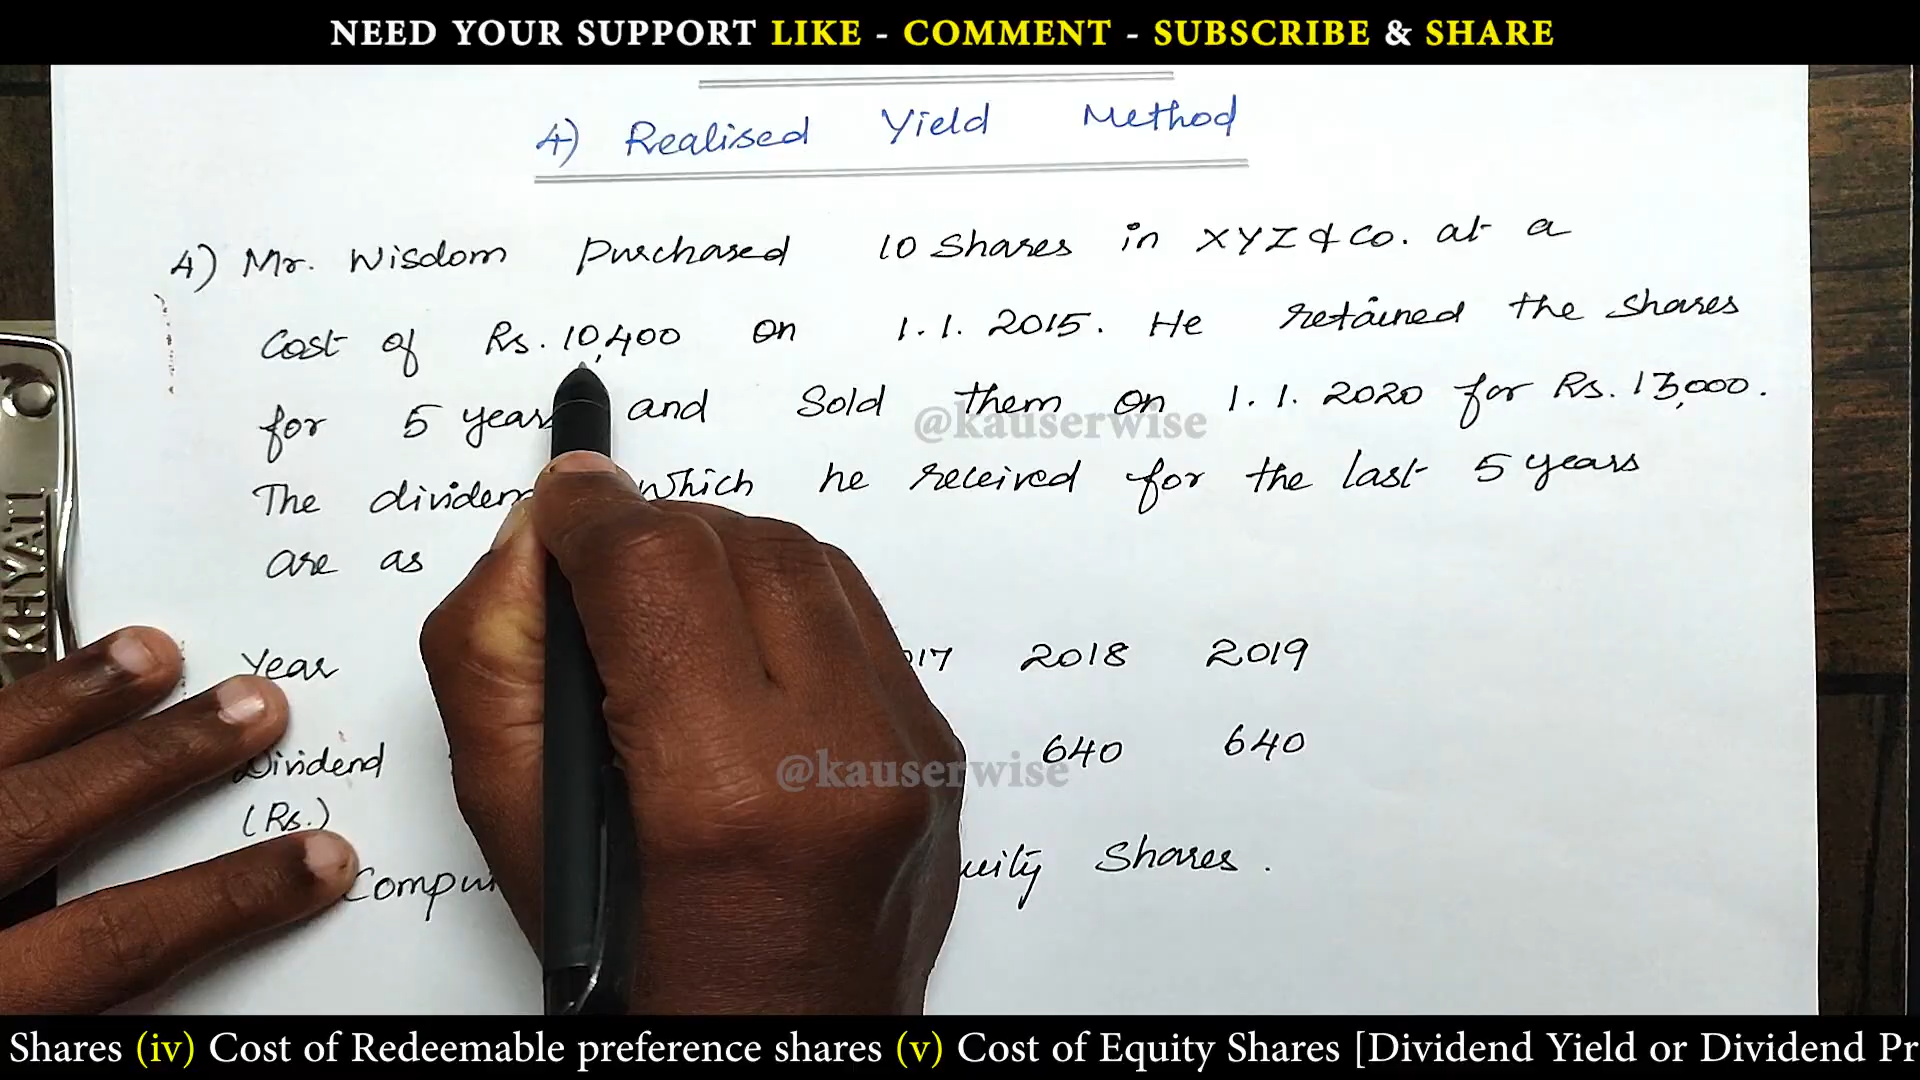 NEED YOUR SUPPORT LIKE - COMMENT - SUBSCRIBE & SHARE
4) Realised Yield Method
4) Mr. Wisdom purchased 10 Shares in XYZ & Co. at a
Cost of Rs. 10,400 on 1.1.2015. He retained the shares
for 5 years and Sold them on 1.1.2020 for Rs. 13,000.
@kauserwise
The which he received for the last 5 years
are as
Year 2018 2019
Dividend 640 640
@kauserwise
(Rs.)
Shares.
KHYATI
Shares (iv) Cost of Redeemable preference shares (v) Cost of Equity Shares [Dividend Yield or Dividend Pr